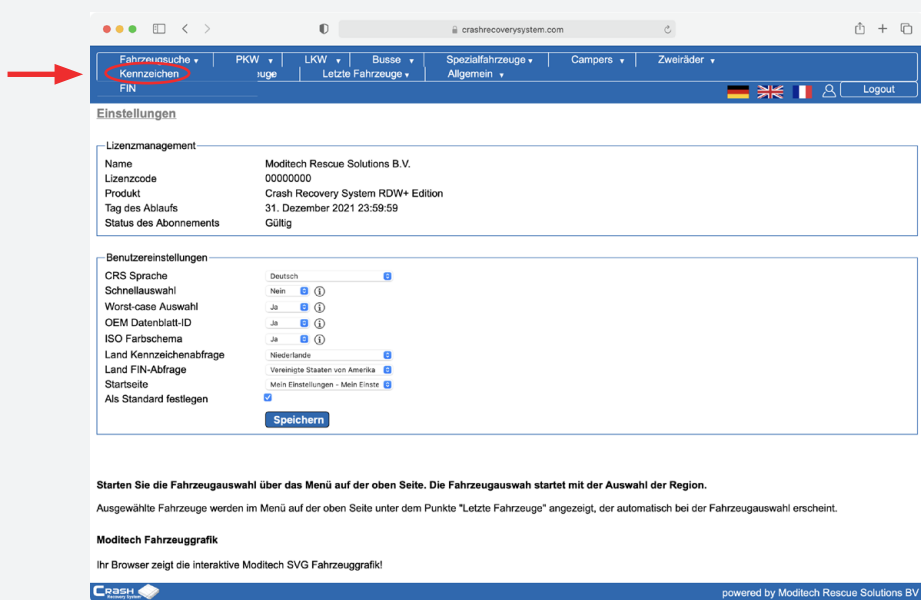 crashrecoverysystem.com
Fahrzeugsuche PKW LKW Busse Spezialfahrzeuge Campers Zweiräder
Kennzeichen euge Letzte Fahrzeuge Allgemein
FIN
Logout
Einstellungen
Lizenzmanagement
Name Moditech Rescue Solutions B.V.
Lizenzcode 00000000
Produkt Crash Recovery System RDW+ Edition
Tag des Ablaufs 31. Dezember 2021 23:59:59
Status des Abonnements Gültig
Benutzereinstellungen
CRS Sprache Deutsch
Schnellauswahl Nein
Worst-case Auswahl Ja
OEM Datenblatt-ID Ja
ISO Farbschema Ja
Land Kennzeichenabfrage Niederlande
Land FIN-Abfrage Vereinigte Staaten von Amerika
Startseite Mein Einstellungen - Mein Einste
Als Standard festlegen
Speichern
Starten Sie die Fahrzeugauswahl über das Menü auf der oben Seite. Die Fahrzeugauswah startet mit der Auswahl der Region.
Ausgewählte Fahrzeuge werden im Menü auf der oben Seite unter dem Punkte "Letzte Fahrzeuge" angezeigt, der automatisch bei der Fahrzeugauswahl erscheint.
Moditech Fahrzeuggrafik
Ihr Browser zeigt die interaktive Moditech SVG Fahrzeuggrafik!
CRASH Recovery System powered by Moditech Rescue Solutions BV